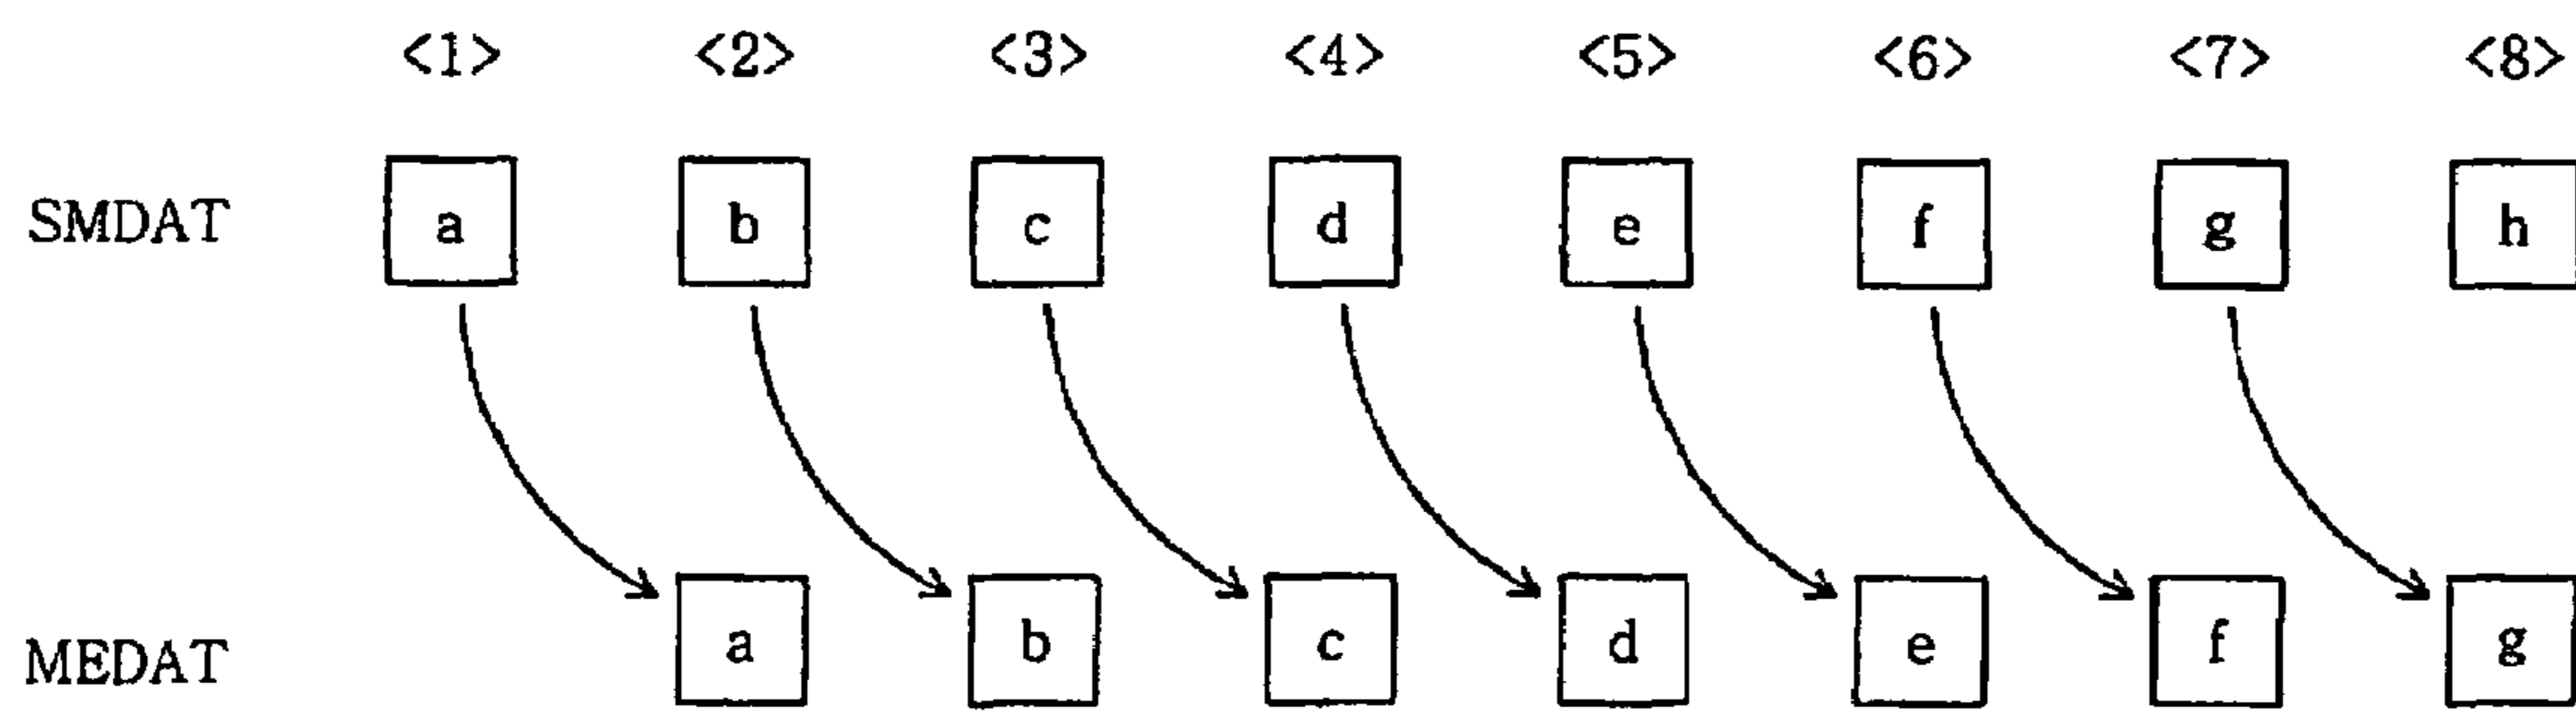 <1> <2> <3> <4> <5> <6> <7> <8>
SMDAT a b c d e f g h
MEDAT a b c d e f g